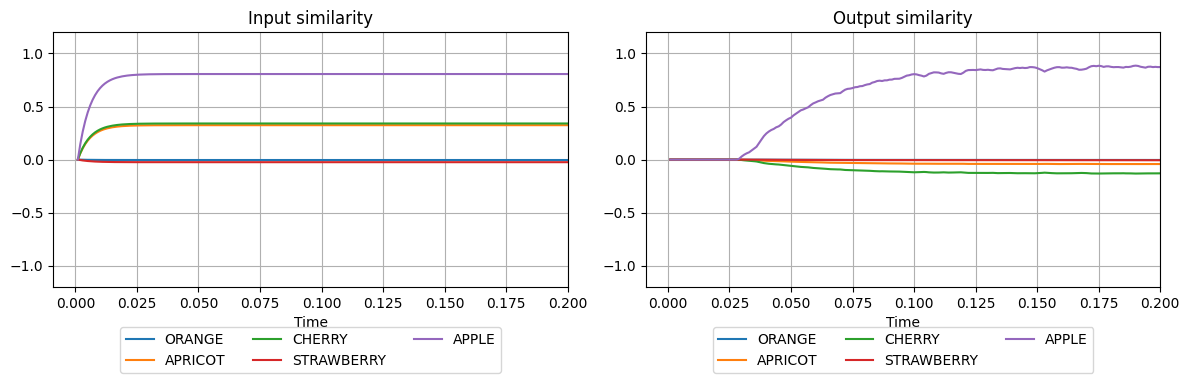 Input similarity
1.0
0.5
0.0
−0.5
−1.0
0.000 0.025 0.050 0.075 0.100 0.125 0.150 0.175 0.200
Time
ORANGE CHERRY APPLE
APRICOT STRAWBERRY
Output similarity
1.0
0.5
0.0
−0.5
−1.0
0.000 0.025 0.050 0.075 0.100 0.125 0.150 0.175 0.200
Time
ORANGE CHERRY APPLE
APRICOT STRAWBERRY